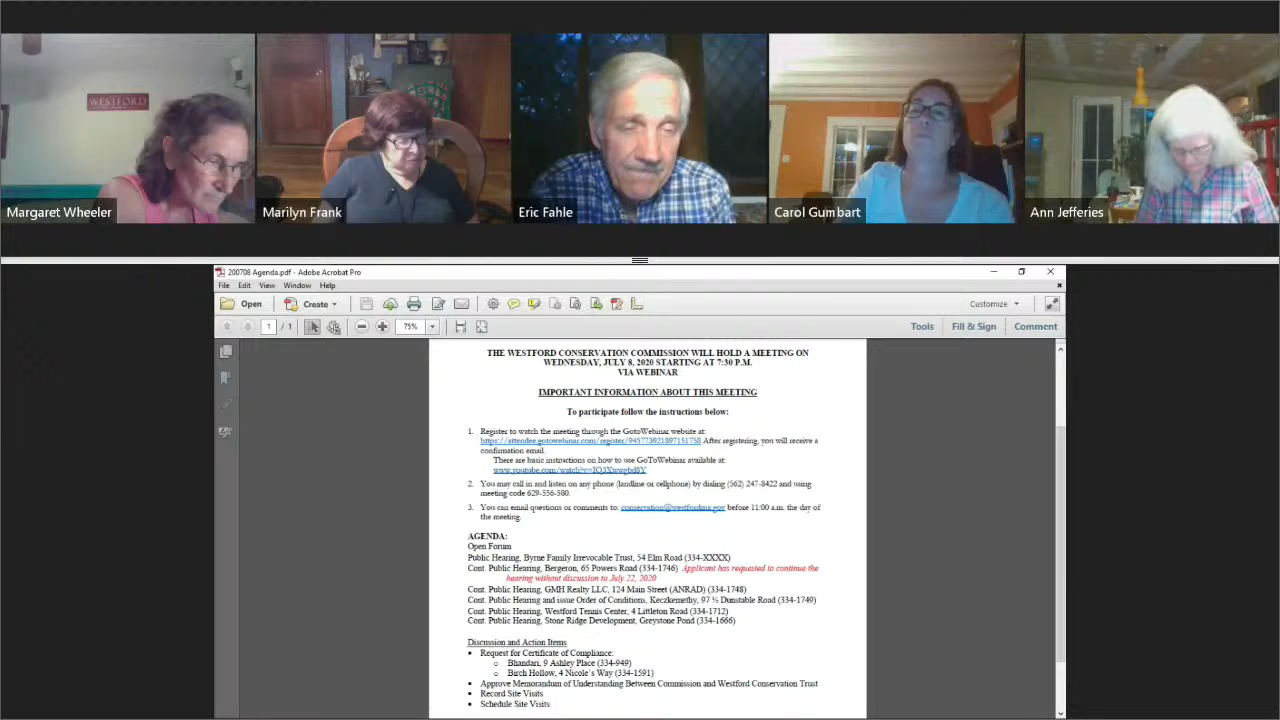 WESTFORD
Margaret Wheeler
Marilyn Frank
Eric Fahle
Carol Gumbart
Ann Jefferies
200708 Agenda.pdf - Adobe Acrobat Pro
File Edit View Window Help
Open Create Customize
1 / 1 75% Tools Fill & Sign Comment
THE WESTFORD CONSERVATION COMMISSION WILL HOLD A MEETING ON
WEDNESDAY, JULY 8, 2020 STARTING AT 7:30 P.M.
VIA WEBINAR
IMPORTANT INFORMATION ABOUT THIS MEETING
To participate follow the instructions below:
1. Register to watch the meeting through the GotoWebinar website at:
https://attendee.gotowebinar.com/register/945773921897151758 After registering, you will receive a
confirmation email.
There are basic instructions on how to use GoToWebinar available at:
2. You may call in and listen on any phone (landline or cellphone) by dialing (562) 247-8422 and using
meeting code 629-556-580.
3. You can email questions or comments to: conservation@westfordma.gov before 11:00 a.m. the day of
the meeting.
AGENDA:
Open Forum
Public Hearing, Byrne Family Irrevocable Trust, 54 Elm Road (334-XXXX)
Cont. Public Hearing, Bergeron, 65 Powers Road (334-1746) Applicant has requested to continue the
hearing without discussion to July 22, 2020
Cont. Public Hearing, GMH Realty LLC, 124 Main Street (ANRAD) (334-1748)
Cont. Public Hearing and issue Order of Conditions, Keczkemethy, 97 ½ Dunstable Road (334-1749)
Cont. Public Hearing, Westford Tennis Center, 4 Littleton Road (334-1712)
Cont. Public Hearing, Stone Ridge Development, Greystone Pond (334-1666)
Discussion and Action Items
• Request for Certificate of Compliance:
o Bhandari, 9 Ashley Place (334-949)
o Birch Hollow, 4 Nicole's Way (334-1591)
• Approve Memorandum of Understanding Between Commission and Westford Conservation Trust
• Record Site Visits
• Schedule Site Visits